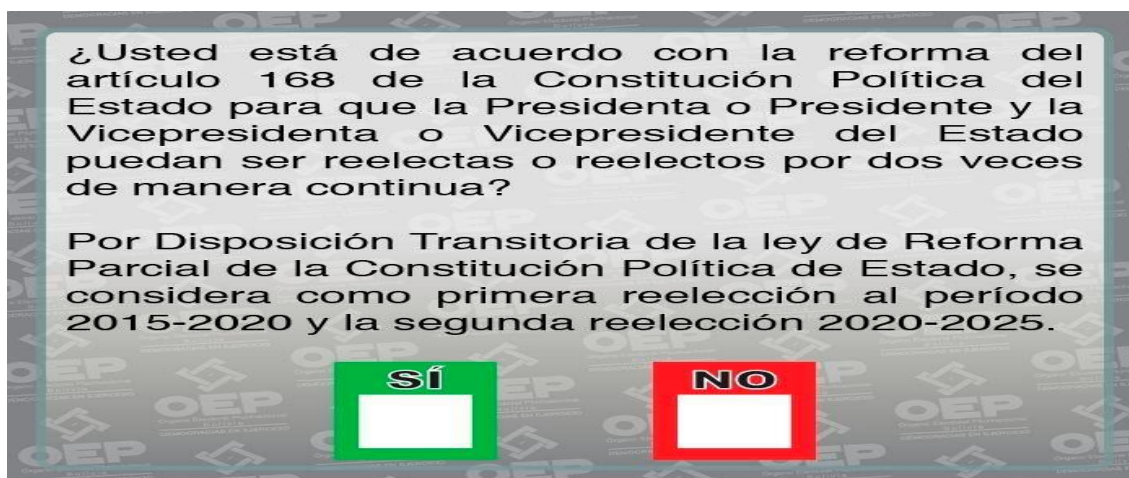 ¿Usted está de acuerdo con la reforma del
artículo 168 de la Constitución Política del
Estado para que la Presidenta o Presidente y la
Vicepresidenta o Vicepresidente del Estado
puedan ser reelectas o reelectos por dos veces
de manera continua?
Por Disposición Transitoria de la ley de Reforma
Parcial de la Constitución Política de Estado, se
considera como primera reelección al período
2015-2020 y la segunda reelección 2020-2025.
SÍ NO